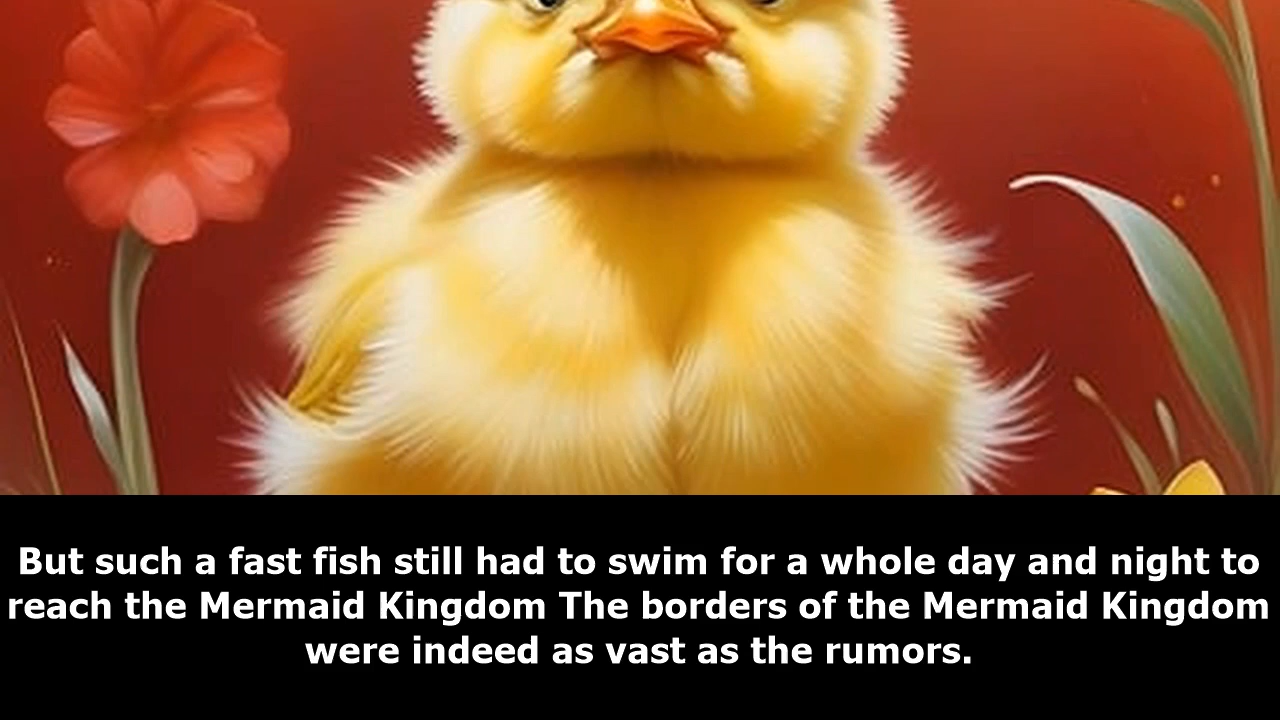 But such a fast fish still had to swim for a whole day and night to
reach the Mermaid Kingdom The borders of the Mermaid Kingdom
were indeed as vast as the rumors.